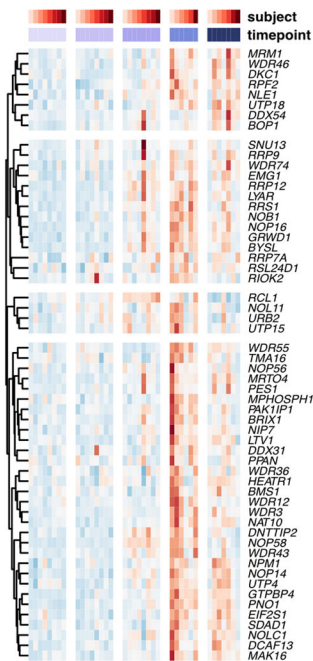 subject
timepoint
MRM1
WDR46
DKC1
RPF2
NLE1
UTP18
DDX54
BOP1
SNU13
RRP9
WDR74
EMG1
RRP12
LYAR
RRS1
NOB1
NOP16
GRWD1
BYSL
RRP7A
RSL24D1
RIOK2
RCL1
NOL11
URB2
UTP15
WDR55
TMA16
NOP56
MRTO4
PES1
MPHOSPH1
PAK1IP1
BRIX1
NIP7
LTV1
DDX31
PPAN
WDR36
HEATR1
BMS1
WDR12
WDR3
NAT10
DNTTIP2
NOP58
WDR43
NPM1
NOP14
UTP4
GTPBP4
PNO1
EIF2S1
SDAD1
NOLC1
DCAF13
MAK16